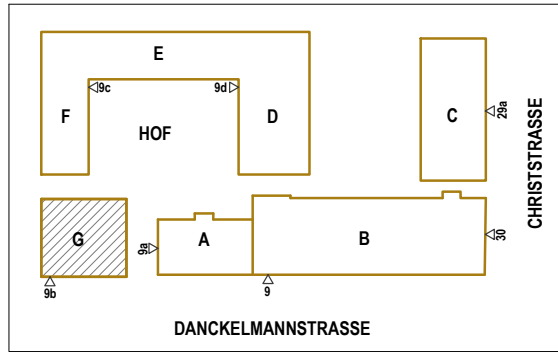 E
9c
9d
F
D
C
29a
HOF
CHRISTSTRASSE
G
A
B
9a
30
9b
9
DANCKELMANNSTRASSE